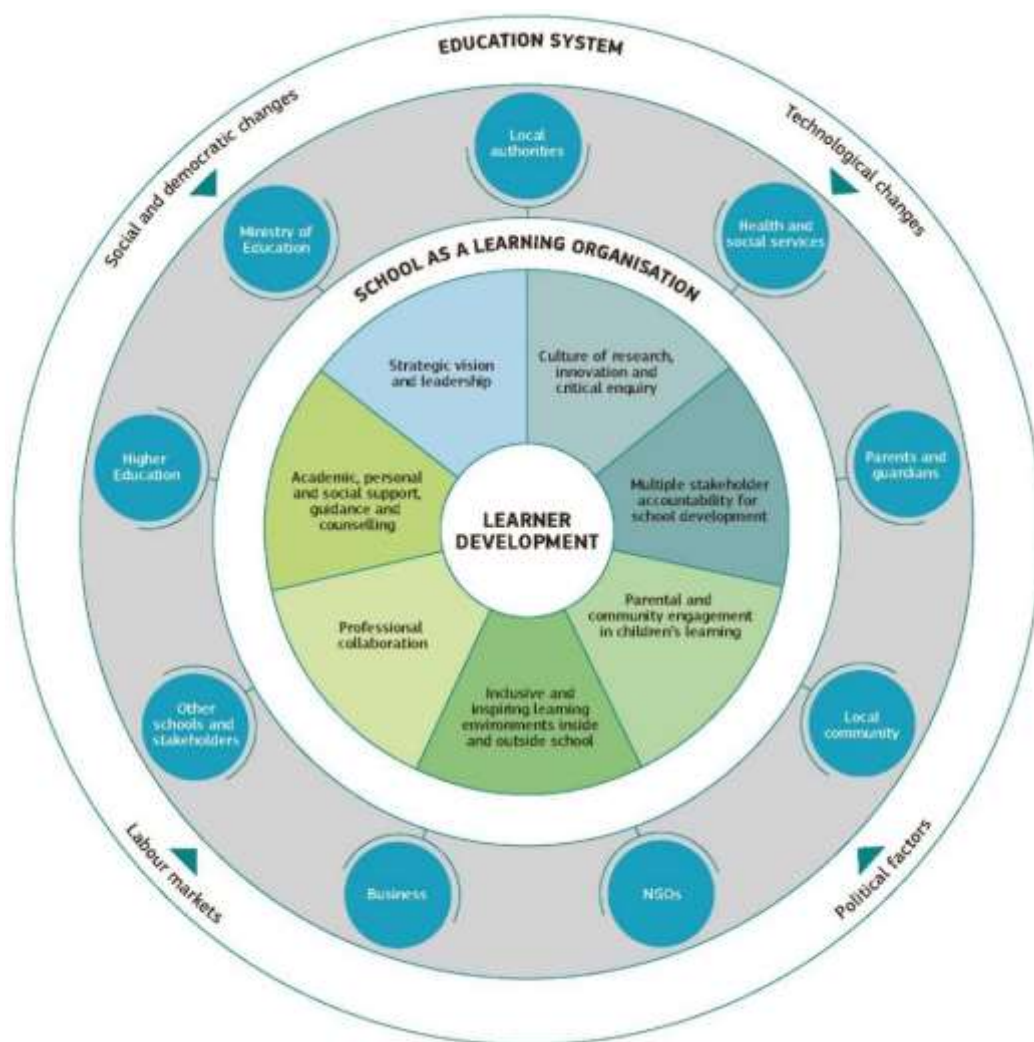 EDUCATION SYSTEM
Social and democratic changes
Technological changes
Local
authorities
Ministry of
Education
Health and
social services
SCHOOL AS A LEARNING ORGANISATION
Strategic vision
and leadership
Culture of research,
innovation and
critical enquiry
Higher
Education
Academic, personal
and social support,
guidance and
counselling
LEARNER
DEVELOPMENT
Multiple stakeholder
accountability for
school development
Parents and
guardians
Professional
collaboration
Parental and
community engagement
in children's learning
Other
schools and
stakeholders
Inclusive and
inspiring learning
environments inside
and outside school
Local
community
Labour markets
Business
NGOs
Political factors